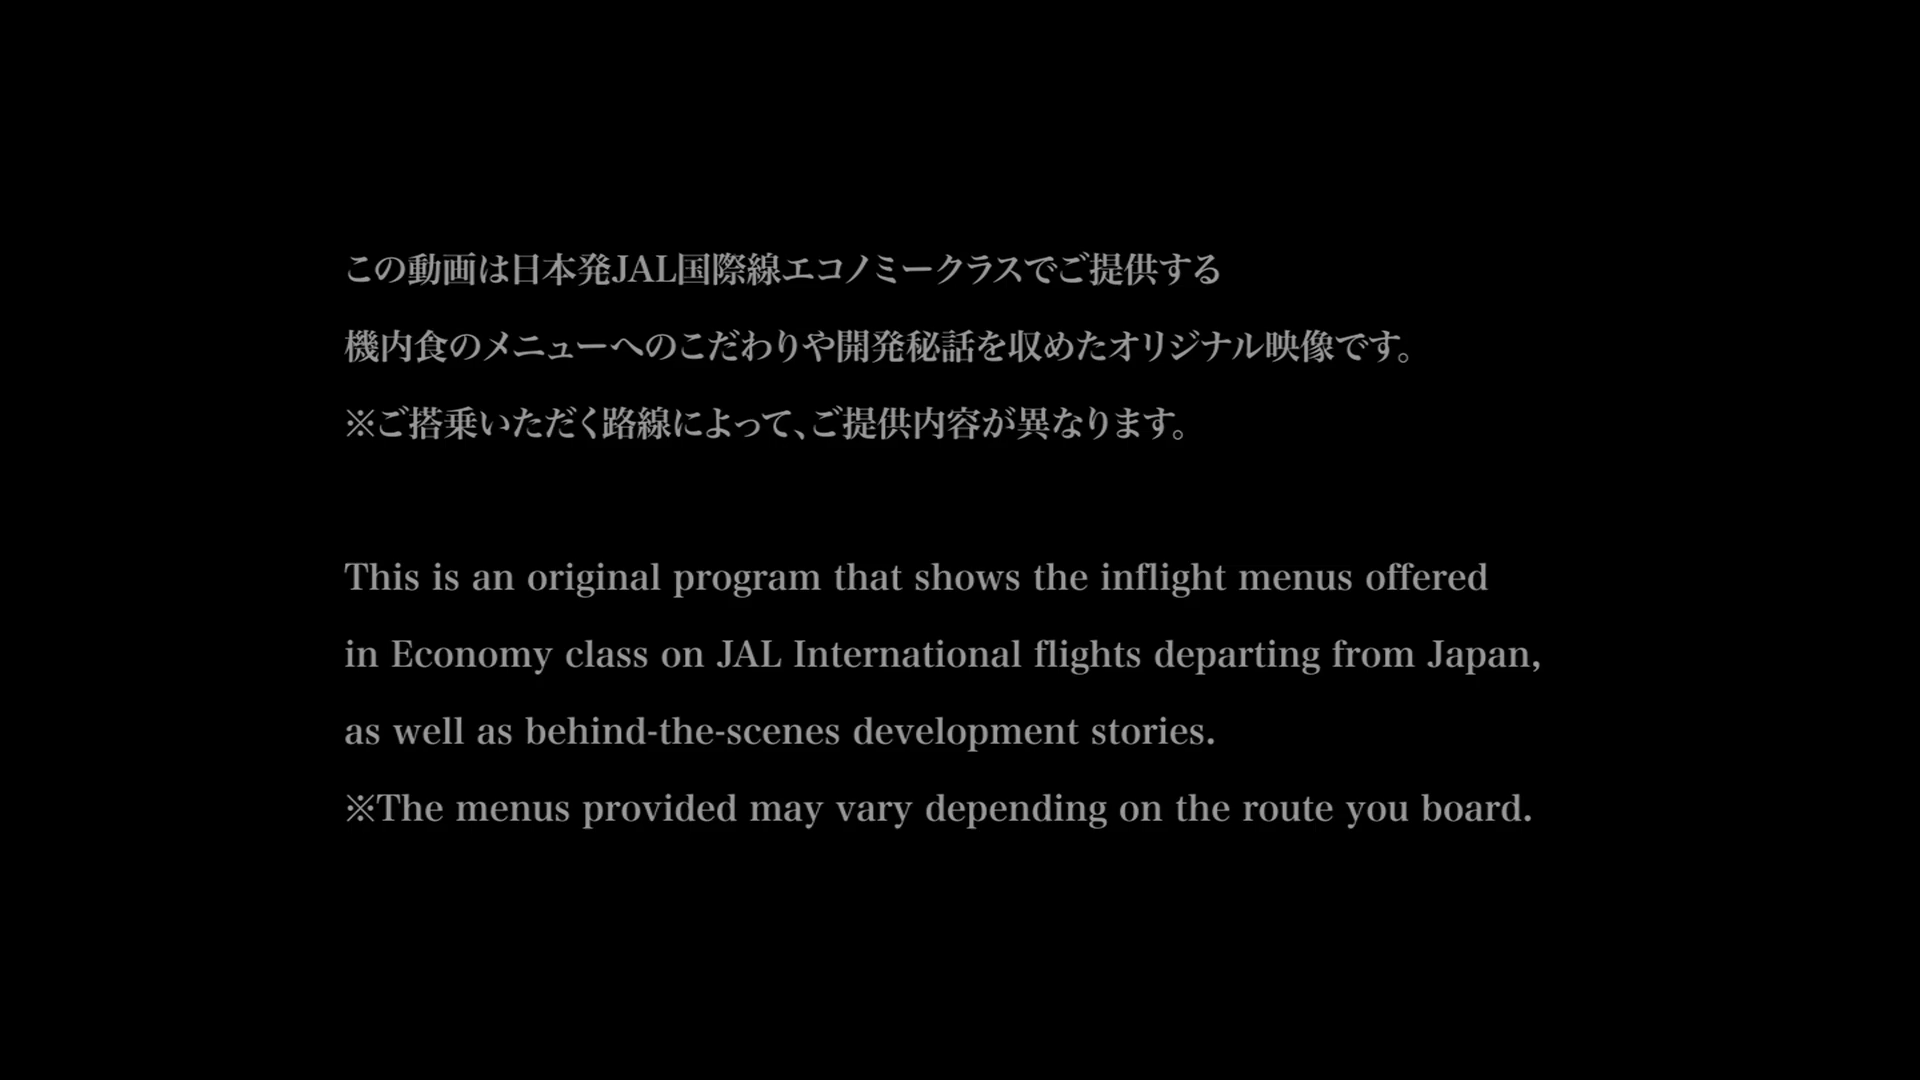 この動画は日本発JAL国際線エコノミークラスでご提供する
機内食のメニューへのこだわりや開発秘話を収めたオリジナル映像です。
※ご搭乗いただく路線によって、ご提供内容が異なります。
This is an original program that shows the inflight menus offered
in Economy class on JAL International flights departing from Japan,
as well as behind-the-scenes development stories.
※The menus provided may vary depending on the route you board.